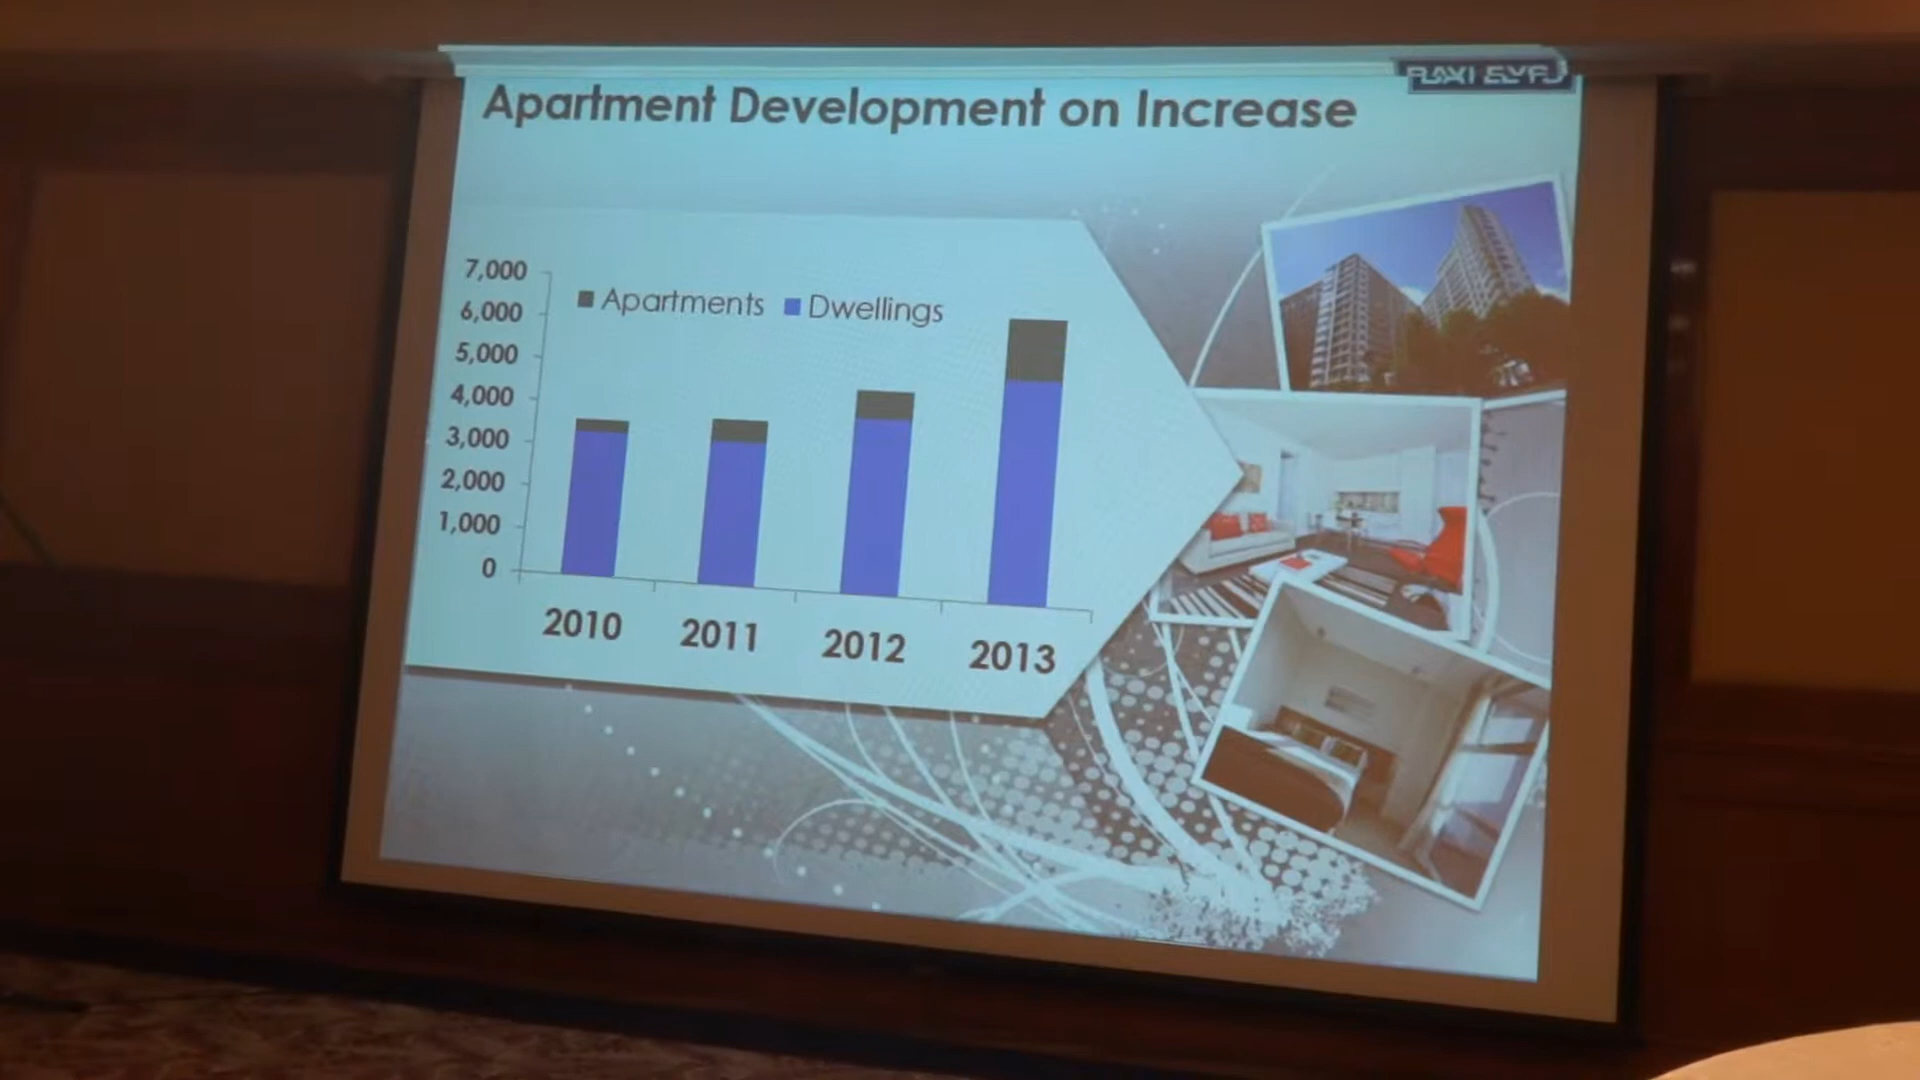 Apartment Development on Increase
7,000
6,000
5,000
4,000
3,000
2,000
1,000
0
Apartments Dwellings
2010 2011 2012 2013